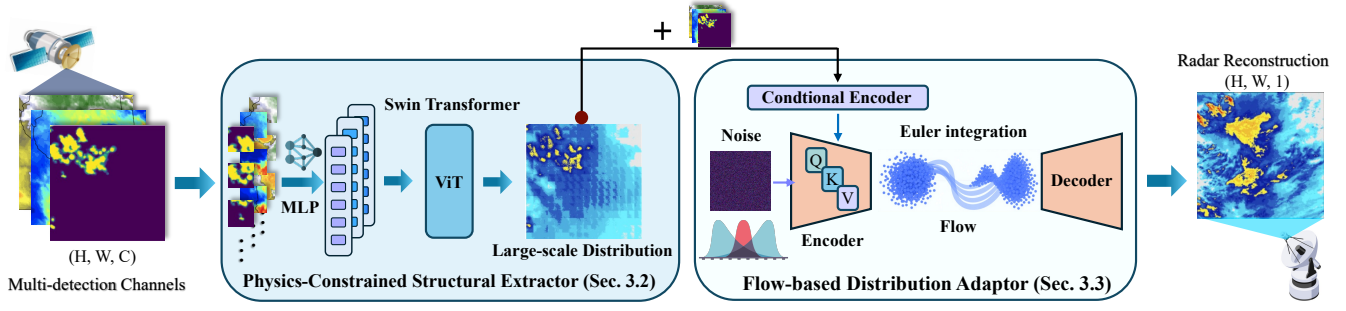 +
Radar Reconstruction
(H, W, 1)
Swin Transformer
Condtional Encoder
Noise
Euler integration
Q
K
V
ViT
Decoder
MLP
(H, W, C)
Large-scale Distribution
Encoder
Flow
Multi-detection Channels
Physics-Constrained Structural Extractor (Sec. 3.2)
Flow-based Distribution Adaptor (Sec. 3.3)